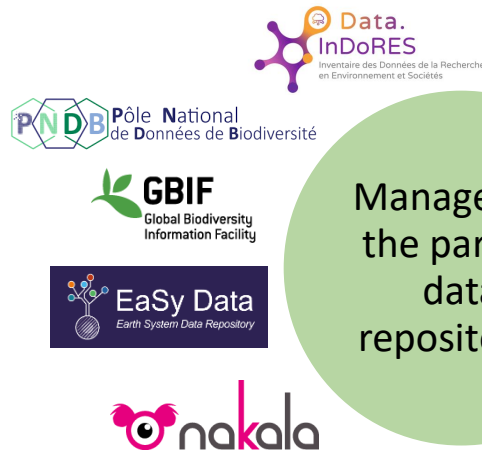 Data.
InDoRES
Inventaire des Données de la Recherche
en Environnement et Sociétés
PNDB
Pôle National
de Données de Biodiversité
GBIF
Global Biodiversity
Information Facility
EaSy Data
Earth System Data Repository
nakala
Manage
the par
data
reposit